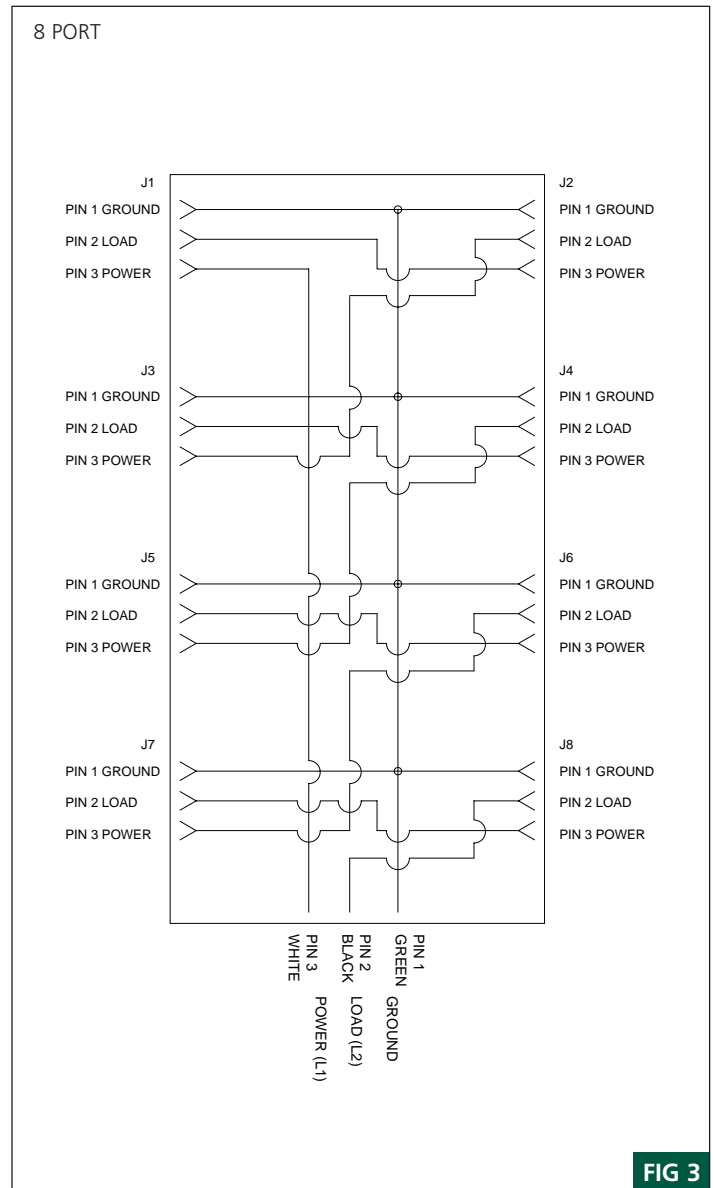 8 PORT
J1
PIN 1 GROUND
PIN 2 LOAD
PIN 3 POWER
J2
PIN 1 GROUND
PIN 2 LOAD
PIN 3 POWER
J3
PIN 1 GROUND
PIN 2 LOAD
PIN 3 POWER
J4
PIN 1 GROUND
PIN 2 LOAD
PIN 3 POWER
J5
PIN 1 GROUND
PIN 2 LOAD
PIN 3 POWER
J6
PIN 1 GROUND
PIN 2 LOAD
PIN 3 POWER
J7
PIN 1 GROUND
PIN 2 LOAD
PIN 3 POWER
J8
PIN 1 GROUND
PIN 2 LOAD
PIN 3 POWER
PIN 3
WHITE POWER (L1)
PIN 2
BLACK LOAD (L2)
PIN 1
GREEN GROUND
FIG 3